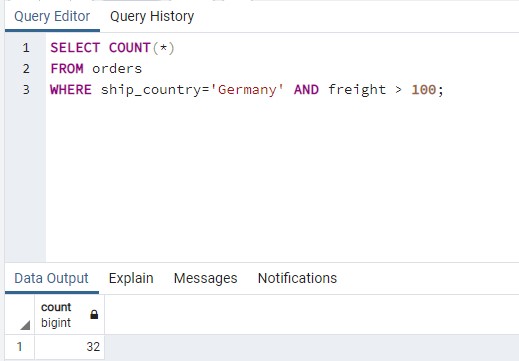 Query Editor Query History
1 SELECT COUNT(*)
2 FROM orders
3 WHERE ship_country='Germany' AND freight > 100;
Data Output Explain Messages Notifications
count
bigint
1 32